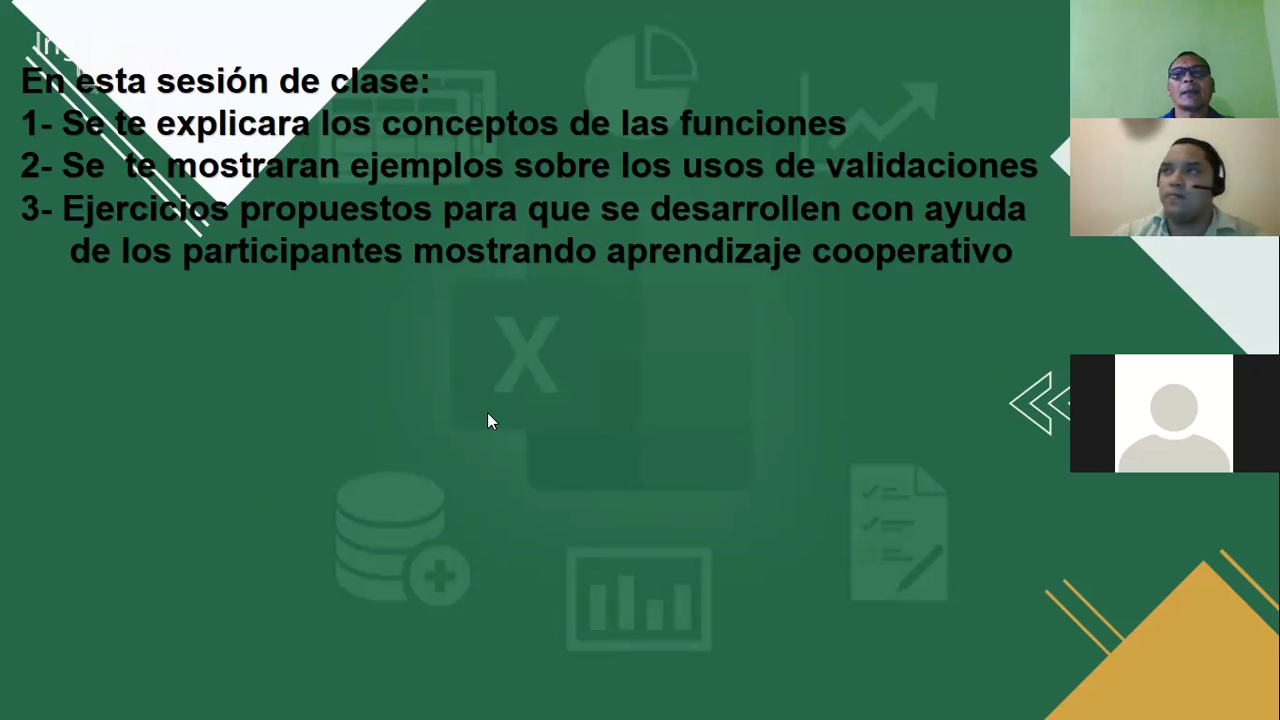 En esta sesión de clase:
1- Se te explicara los conceptos de las funciones
2- Se te mostraran ejemplos sobre los usos de validaciones
3- Ejercicios propuestos para que se desarrollen con ayuda
de los participantes mostrando aprendizaje cooperativo
X